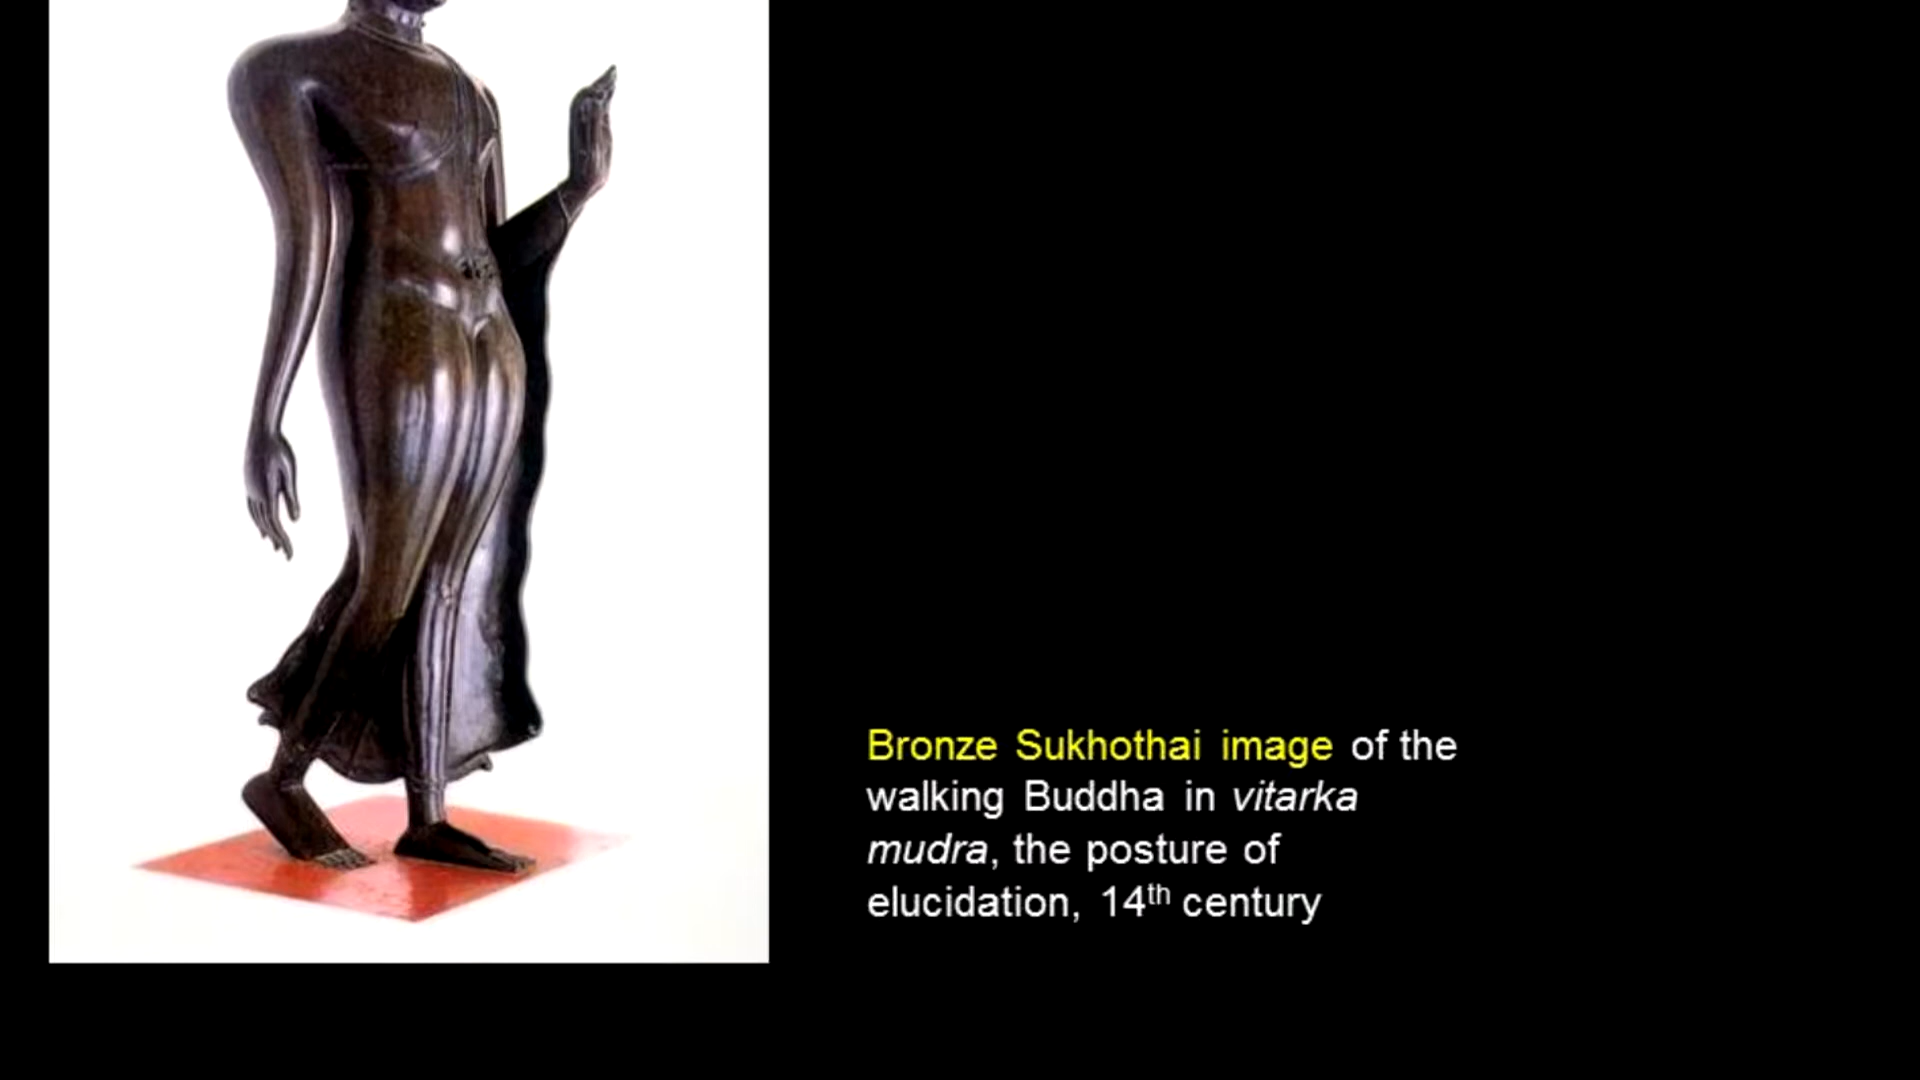 Bronze Sukhothai image of the
walking Buddha in vitarka
mudra, the posture of
elucidation, 14th century